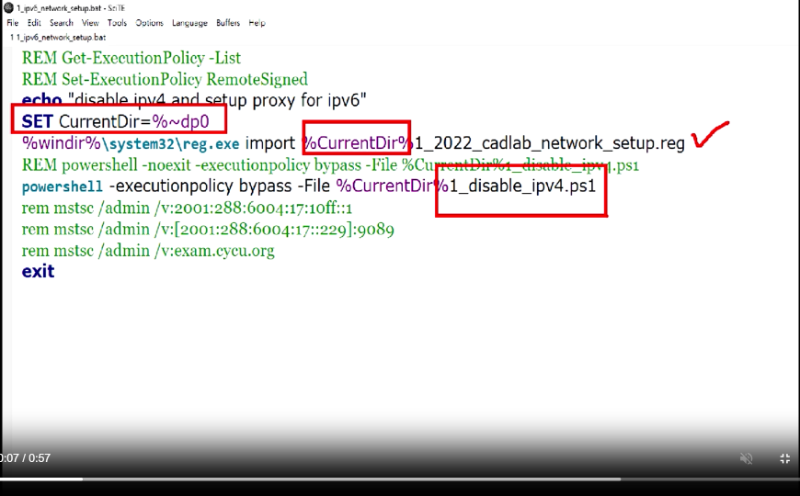 1_ipv6_network_setup.bat - SciTE
File Edit Search View Tools Options Language Buffers Help
1 1_ipv6_network_setup.bat
REM Get-ExecutionPolicy -List
REM Set-ExecutionPolicy RemoteSigned
echo "disable ipv4 and setup proxy for ipv6"
SET CurrentDir=%~dp0
%windir%\system32\reg.exe import %CurrentDir%1_2022_cadlab_network_setup.reg
REM powershell -noexit -executionpolicy bypass -File %CurrentDir%1_disable_ipv4.ps1
powershell -executionpolicy bypass -File %CurrentDir%1_disable_ipv4.ps1
rem mstsc /admin /v:2001:288:6004:17:10ff::1
rem mstsc /admin /v:[2001:288:6004:17::229]:9089
rem mstsc /admin /v:exam.cycu.org
exit
0:07 / 0:57